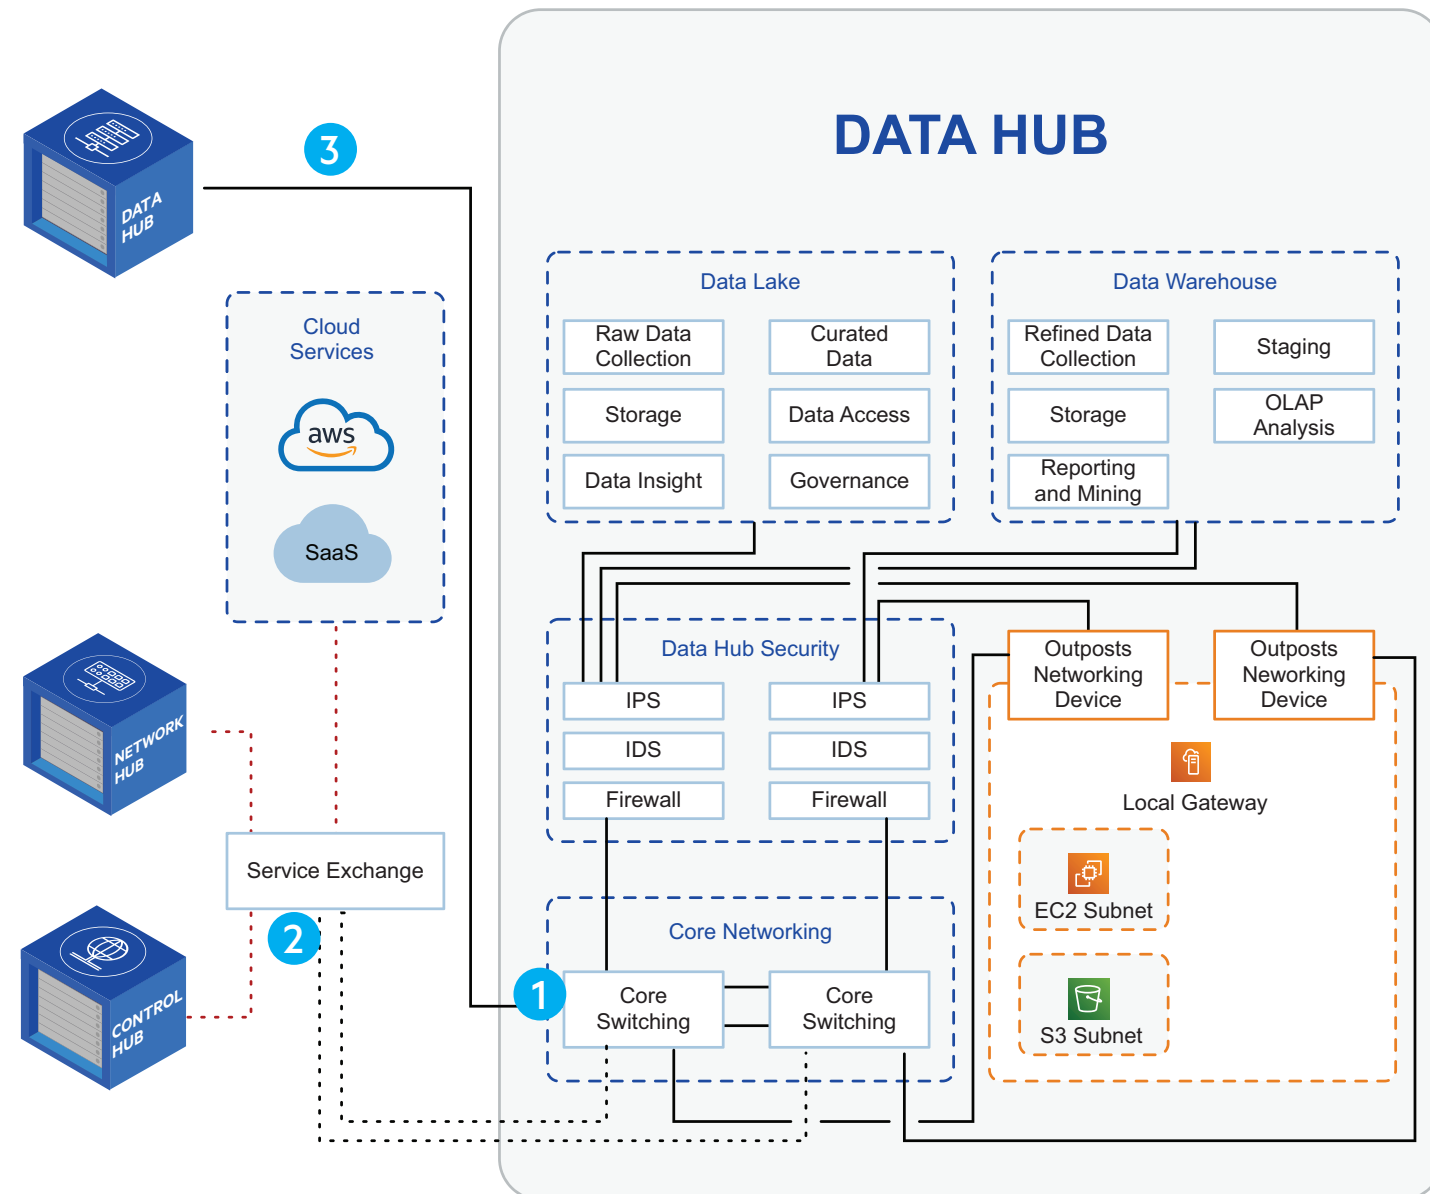 DATA HUB
3
DATA
HUB
Cloud
Services
aws
SaaS
NETWORK
HUB
Service Exchange
2
CONTROL
HUB
Data Lake
Raw Data
Collection
Curated
Data
Storage
Data Access
Data Insight
Governance
Data Warehouse
Refined Data
Collection
Staging
Storage
OLAP
Analysis
Reporting
and Mining
Data Hub Security
IPS
IPS
IDS
IDS
Firewall
Firewall
Outposts
Networking
Device
Outposts
Neworking
Device
Local Gateway
EC2 Subnet
S3 Subnet
Core Networking
1
Core
Switching
Core
Switching